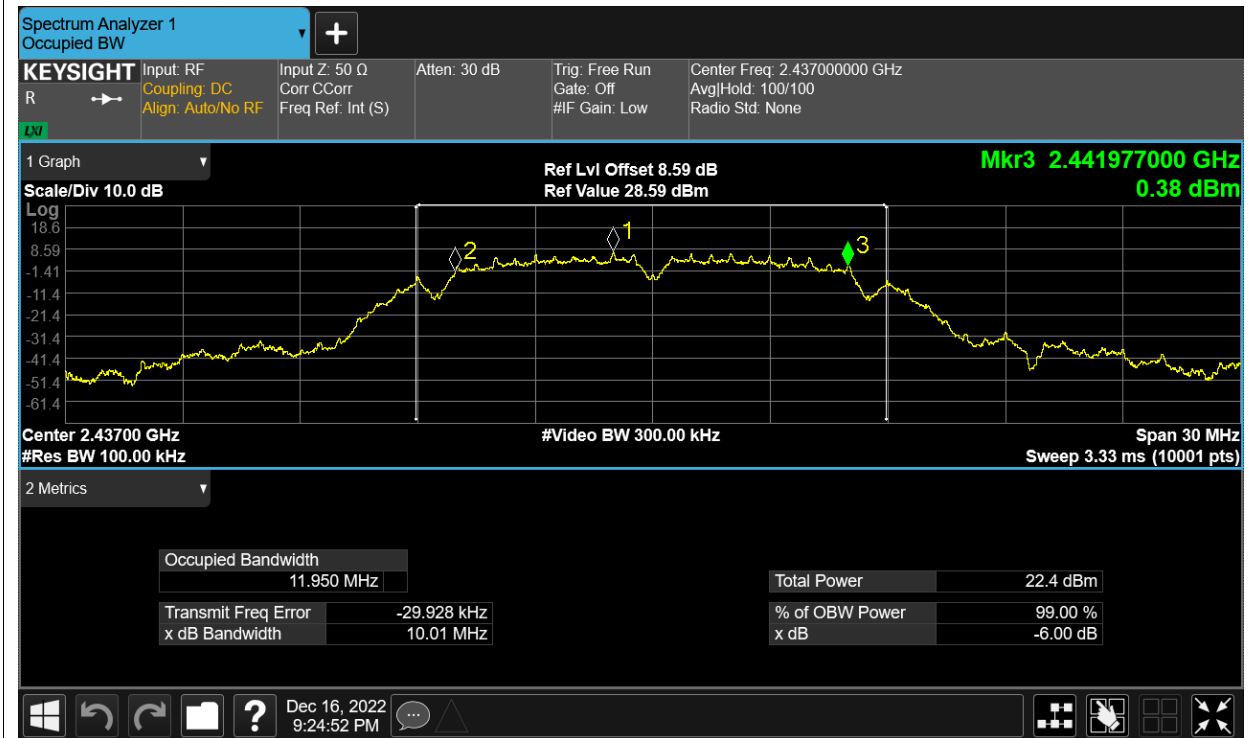 Spectrum Analyzer 1
Occupied BW
KEYSIGHT
R
LXI
Input: RF
Coupling: DC
Align: Auto/No RF
Input Z: 50 Ω
Corr CCorr
Freq Ref: Int (S)
Atten: 30 dB
Trig: Free Run
Gate: Off
#IF Gain: Low
Center Freq: 2.437000000 GHz
Avg|Hold: 100/100
Radio Std: None
1 Graph
Scale/Div 10.0 dB
Ref Lvl Offset 8.59 dB
Ref Value 28.59 dBm
Mkr3 2.441977000 GHz
0.38 dBm
Log
18.6
8.59
-1.41
-11.4
-21.4
-31.4
-41.4
-51.4
-61.4
2
1
3
Center 2.43700 GHz
#Res BW 100.00 kHz
#Video BW 300.00 kHz
Span 30 MHz
Sweep 3.33 ms (10001 pts)
2 Metrics
Occupied Bandwidth
11.950 MHz
Transmit Freq Error -29.928 kHz
x dB Bandwidth 10.01 MHz
Total Power 22.4 dBm
% of OBW Power 99.00 %
x dB -6.00 dB
?
Dec 16, 2022
9:24:52 PM